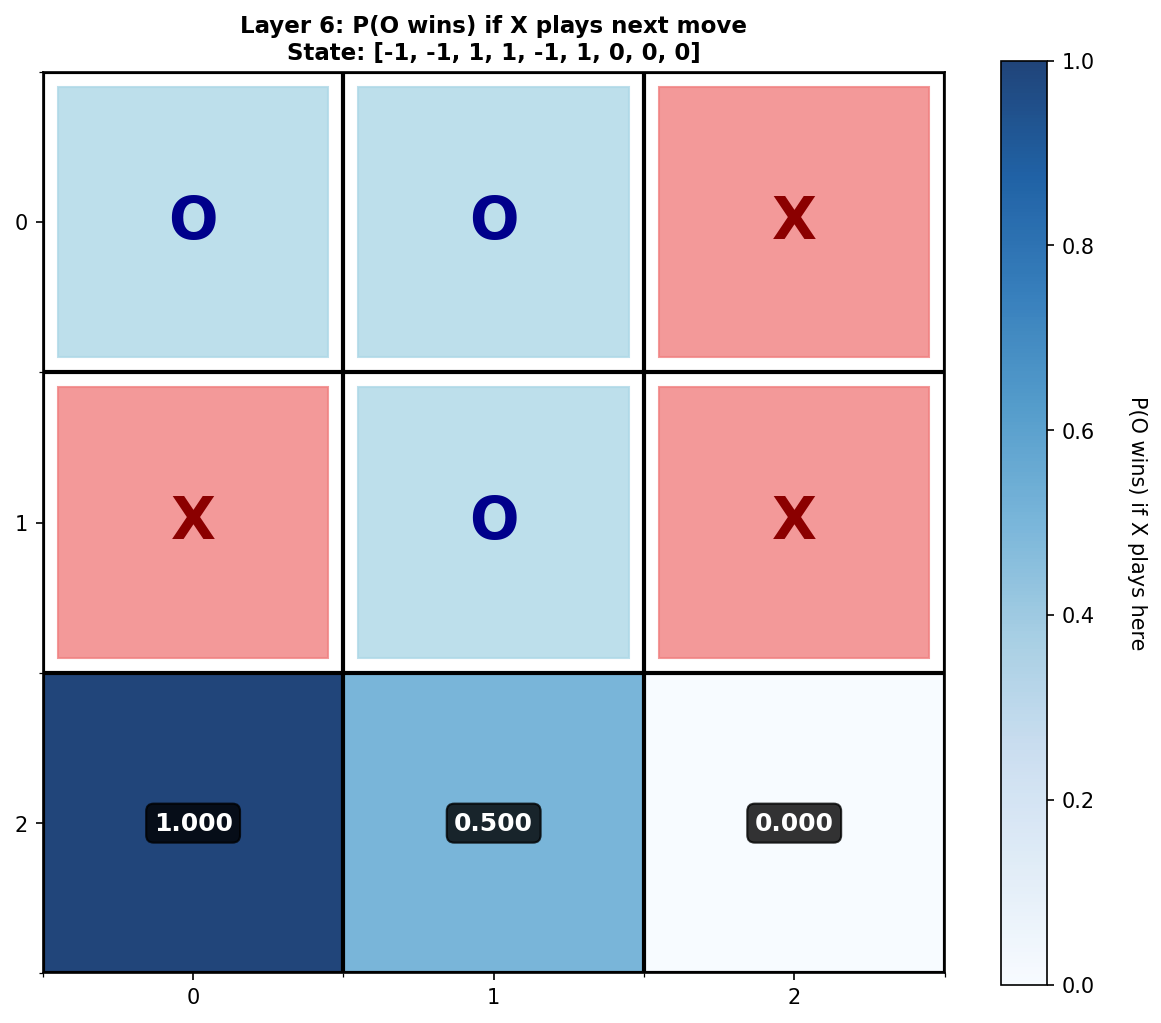 Layer 6: P(O wins) if X plays next move
State: [-1, -1, 1, 1, -1, 1, 0, 0, 0]
0 O O X
1 X O X
2 1.000 0.500 0.000
0 1 2
1.0
0.8
0.6
0.4
0.2
0.0
P(O wins) if X plays here